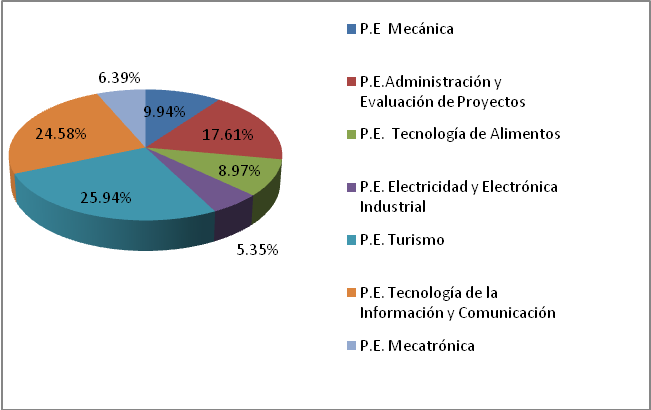 6.39%
9.94%
17.61%
24.58%
8.97%
25.94%
5.35%
P.E Mecánica
P.E.Administración y
Evaluación de Proyectos
P.E. Tecnología de Alimentos
P.E. Electricidad y Electrónica
Industrial
P.E. Turismo
P.E. Tecnología de la
Información y Comunicación
P.E. Mecatrónica